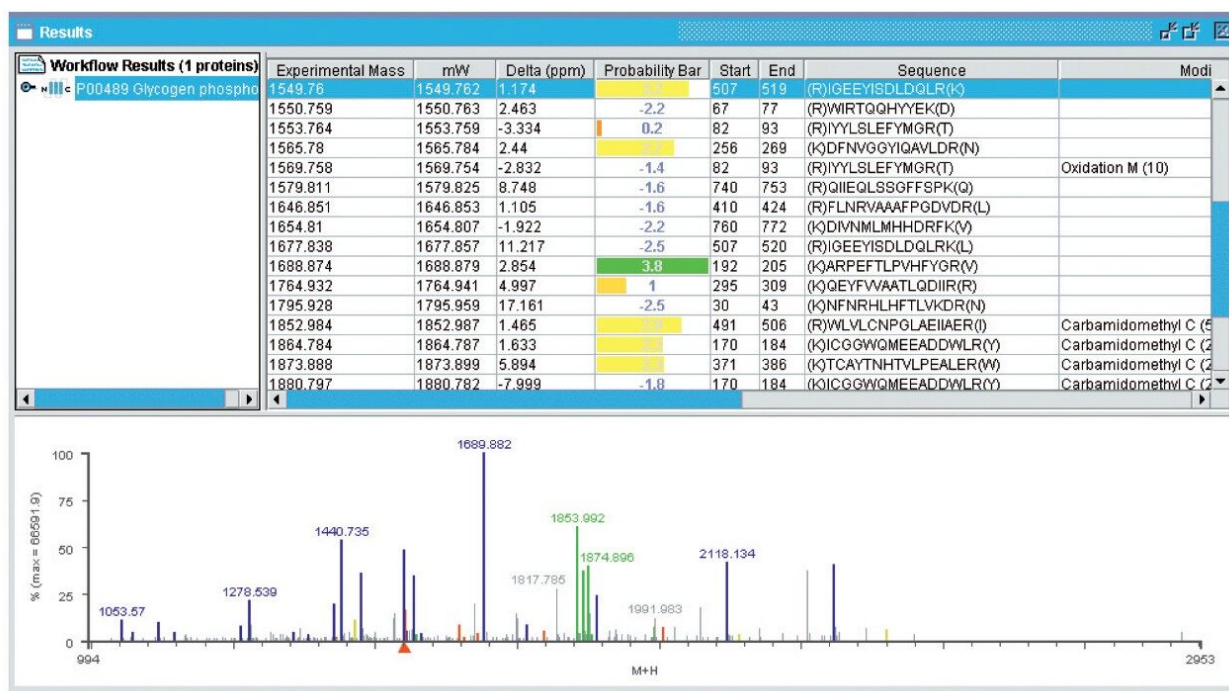 Results
Workflow Results (1 proteins)
N C P00489 Glycogen phospho
Experimental Mass mW Delta (ppm) Probability Bar Start End Sequence Modi
1549.76 1549.762 1.174 507 519 (R)IGEEYISDLDQLR(K)
1550.759 1550.763 2.463 -2.2 67 77 (R)WIRTQQHYYEK(D)
1553.764 1553.759 -3.334 0.2 82 93 (R)IYYLSLEFYMGR(T)
1565.78 1565.784 2.44 256 269 (K)DFNVGGYIQAVLDR(N)
1569.758 1569.754 -2.832 -1.4 82 93 (R)IYYLSLEFYMGR(T) Oxidation M (10)
1579.811 1579.825 8.748 -1.6 740 753 (R)QIIEQLSSGFFSPK(Q)
1646.851 1646.853 1.105 -1.6 410 424 (R)FLNRVAAAFPGDVDR(L)
1654.81 1654.807 -1.922 -2.2 760 772 (K)DIVNMLMHHDRFK(V)
1677.838 1677.857 11.217 -2.5 507 520 (R)IGEEYISDLDQLRK(L)
1688.874 1688.879 2.854 3.8 192 205 (K)ARPEFTLPVHFYGR(V)
1764.932 1764.941 4.997 1 295 309 (K)QEYFVVAATLQDIIR(R)
1795.928 1795.959 17.161 -2.5 30 43 (K)NFNRHLHFTLVKDR(N)
1852.984 1852.987 1.465 491 506 (R)WLVLCNPGLAEIIAER(I) Carbamidomethyl C (5
1864.784 1864.787 1.633 170 184 (K)ICGGWQMEEADDWLR(Y) Carbamidomethyl C (2
1873.888 1873.899 5.894 371 386 (K)TCAYTNHTVLPEALER(W) Carbamidomethyl C (2
1880.797 1880.782 -7.999 -1.8 170 184 (K)ICGGWQMEEADDWLR(Y) Carbamidomethyl C (2
1689.882
100
75
1853.992
1440.735
50
1874.896
2118.134
1817.785
1278.539
25
1053.57
1991.983
0
994
2953
M+H
% (max = 66591.9)